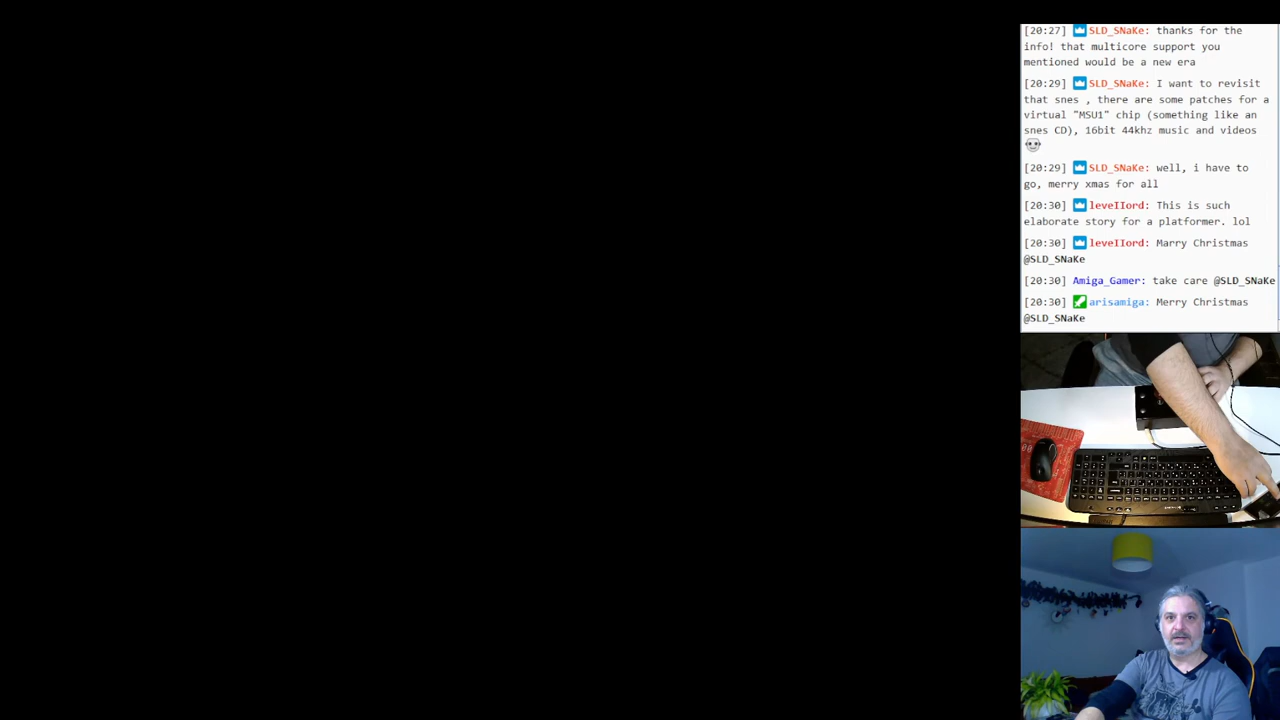 [20:27] SLD_SNaKe: thanks for the
info! that multicore support you
mentioned would be a new era
[20:29] SLD_SNaKe: I want to revisit
that snes , there are some patches for a
virtual "MSU1" chip (something like an
snes CD), 16bit 44khz music and videos
[20:29] SLD_SNaKe: well, i have to
go, merry xmas for all
[20:30] leveIIord: This is such
elaborate story for a platformer. lol
[20:30] leveIIord: Marry Christmas
@SLD_SNaKe
[20:30] Amiga_Gamer: take care @SLD_SNaKe
[20:30] arisamiga: Merry Christmas
@SLD_SNaKe